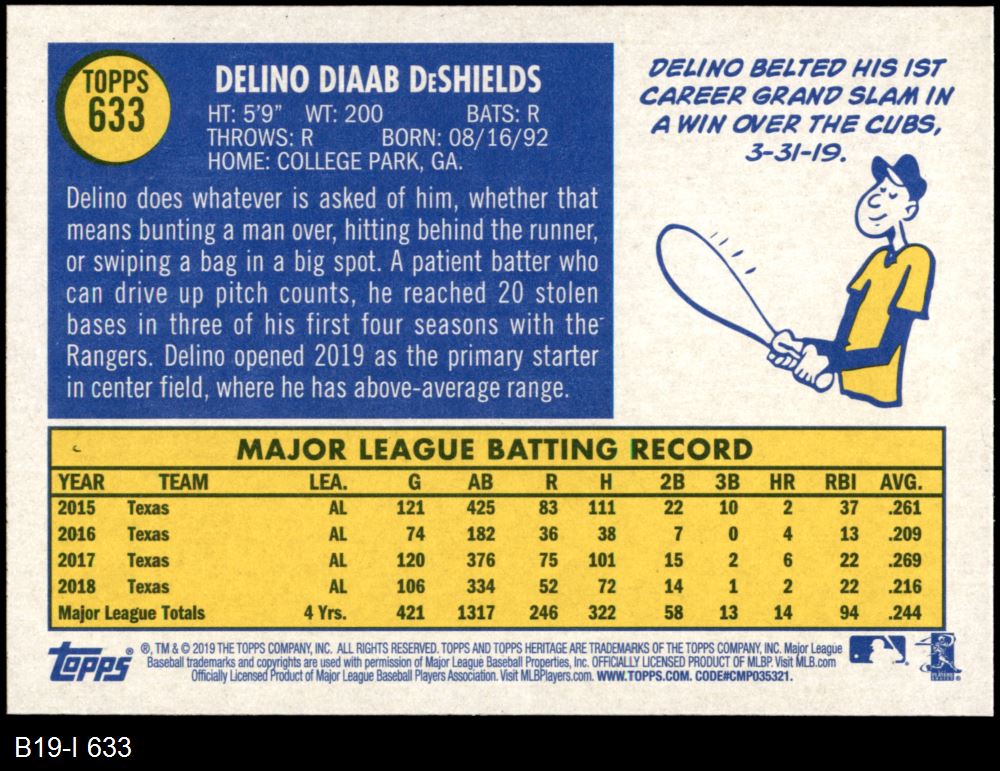 TOPPS
633
DELINO DIAAB DeSHIELDS
HT: 5'9" WT: 200 BATS: R
THROWS: R BORN: 08/16/92
HOME: COLLEGE PARK, GA.
Delino does whatever is asked of him, whether that
means bunting a man over, hitting behind the runner,
or swiping a bag in a big spot. A patient batter who
can drive up pitch counts, he reached 20 stolen
bases in three of his first four seasons with the
Rangers. Delino opened 2019 as the primary starter
in center field, where he has above-average range.
DELINO BELTED HIS 1ST
CAREER GRAND SLAM IN
A WIN OVER THE CUBS,
3-31-19.
MAJOR LEAGUE BATTING RECORD
YEAR TEAM LEA. G AB R H 2B 3B HR RBI AVG.
2015 Texas AL 121 425 83 111 22 10 2 37 .261
2016 Texas AL 74 182 36 38 7 0 4 13 .209
2017 Texas AL 120 376 75 101 15 2 6 22 .269
2018 Texas AL 106 334 52 72 14 1 2 22 .216
Major League Totals 4 Yrs. 421 1317 246 322 58 13 14 94 .244
Topps®
®, TM & © 2019 THE TOPPS COMPANY, INC. ALL RIGHTS RESERVED. TOPPS AND TOPPS HERITAGE ARE TRADEMARKS OF THE TOPPS COMPANY, INC. Major League
Baseball trademarks and copyrights are used with permission of Major League Baseball Properties, Inc. OFFICIALLY LICENSED PRODUCT OF MLBP. Visit MLB.com
Officially Licensed Product of Major League Baseball Players Association. Visit MLBPlayers.com. WWW.TOPPS.COM. CODE#CMP035321.
B19-I 633